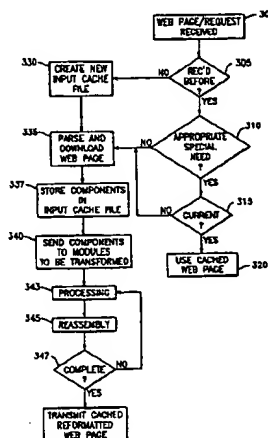 WEB PAGE/REQUEST
RECEIVED
305
REC'D
BEFORE
?
NO
YES
330
CREATE NEW
INPUT CACHE
FILE
310
APPROPRIATE
SPECIAL
NEED
?
NO
YES
335
PARSE AND
DOWNLOAD
WEB PAGE
315
CURRENT
?
NO
YES
320
USE CACHED
WEB PAGE
337
STORE COMPONENTS
IN
INPUT CACHE FILE
340
SEND COMPONENTS
TO MODULES
TO BE TRANSFORMED
343
PROCESSING
345
REASSEMBLY
347
COMPLETE
?
NO
YES
TRANSMIT CACHED
REFORMATTED
WEB PAGE